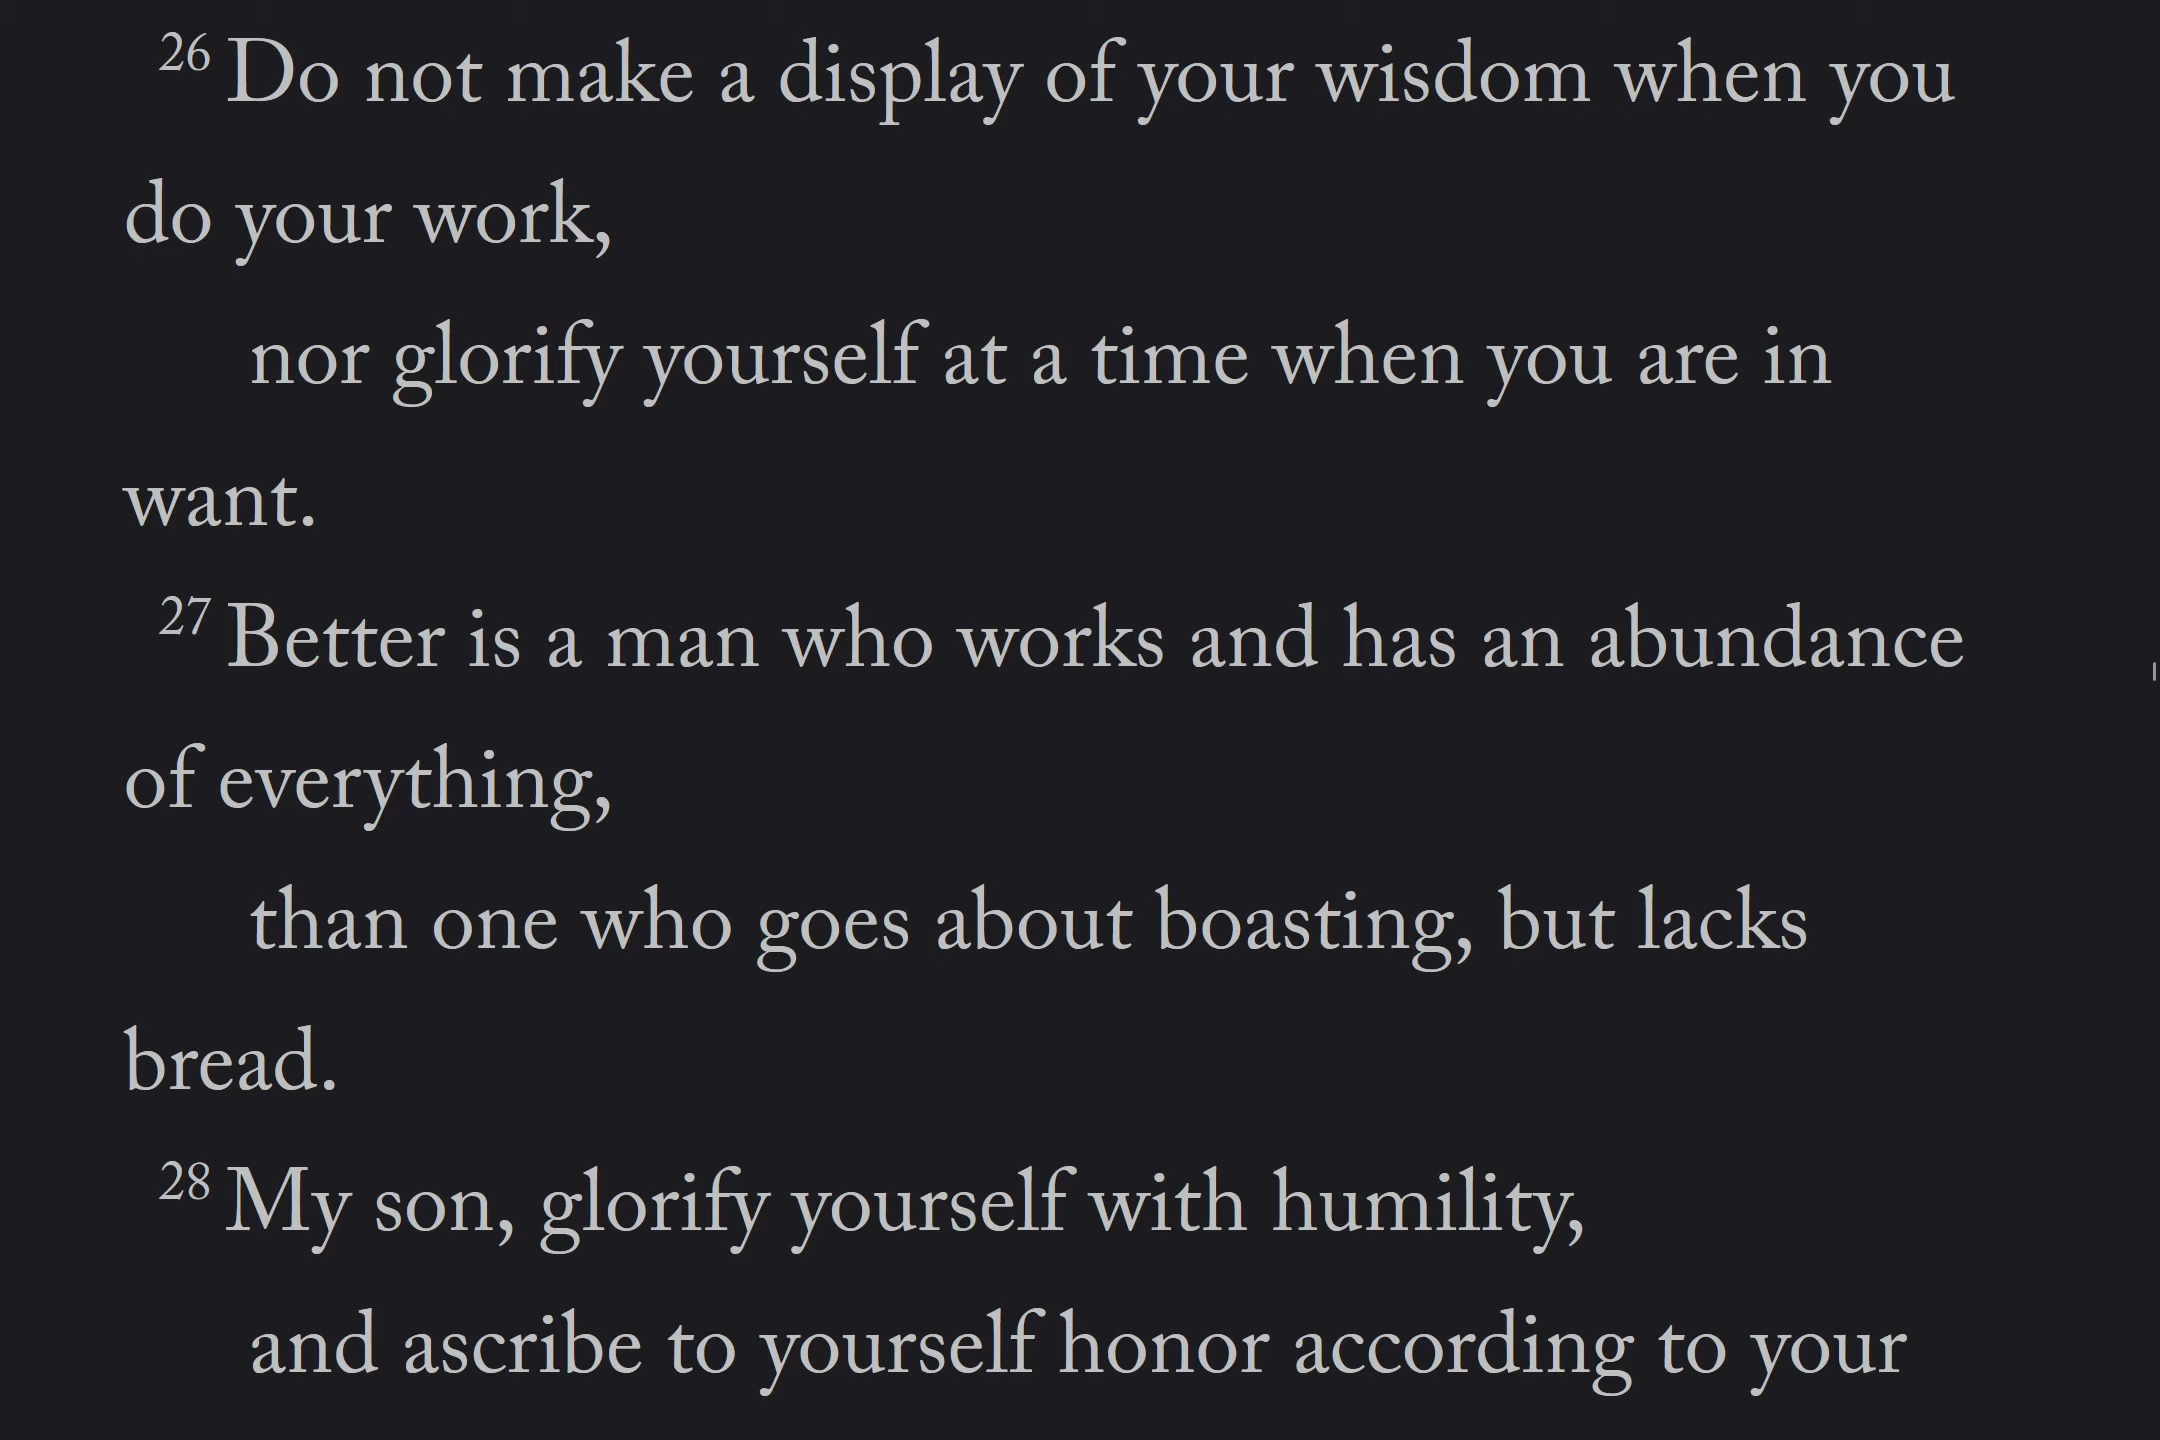 26 Do not make a display of your wisdom when you
do your work,
nor glorify yourself at a time when you are in
want.
27 Better is a man who works and has an abundance
of everything,
than one who goes about boasting, but lacks
bread.
28 My son, glorify yourself with humility,
and ascribe to yourself honor according to your